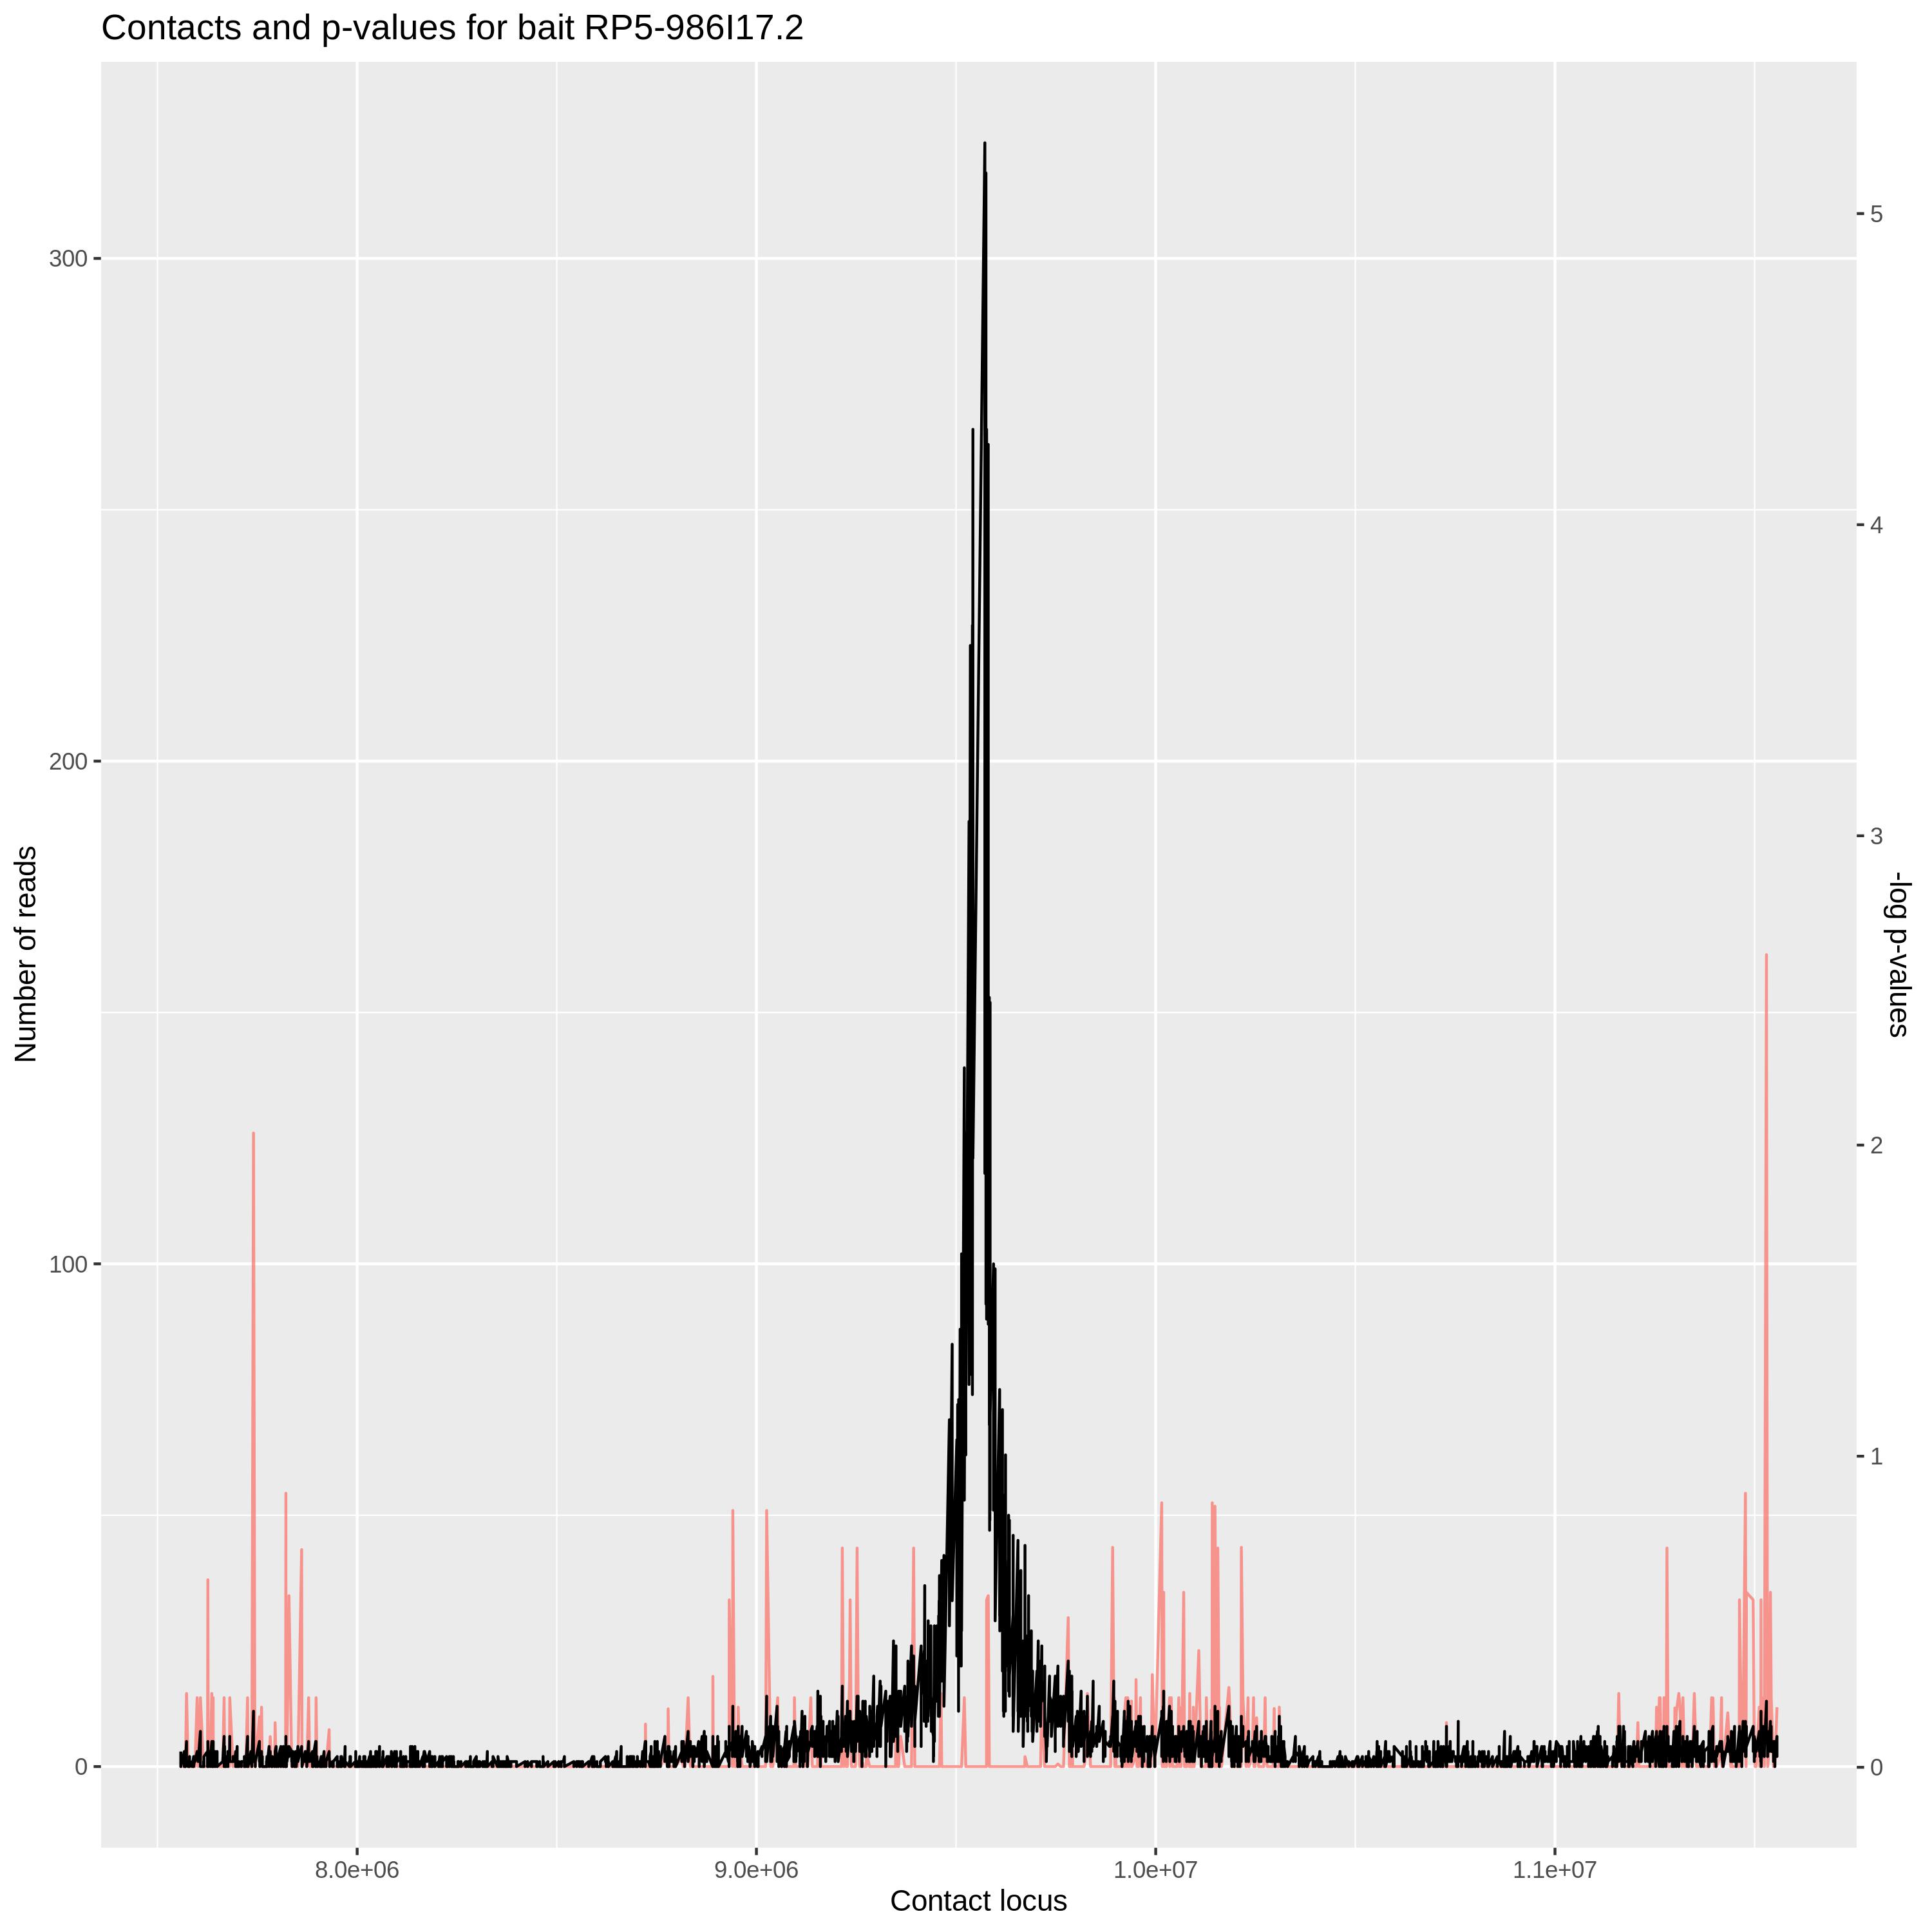 Contacts and p-values for bait RP5-986I17.2
300
200
100
0
Number of reads
5
4
3
2
1
0
-log p-values
8.0e+06 9.0e+06 1.0e+07 1.1e+07
Contact locus